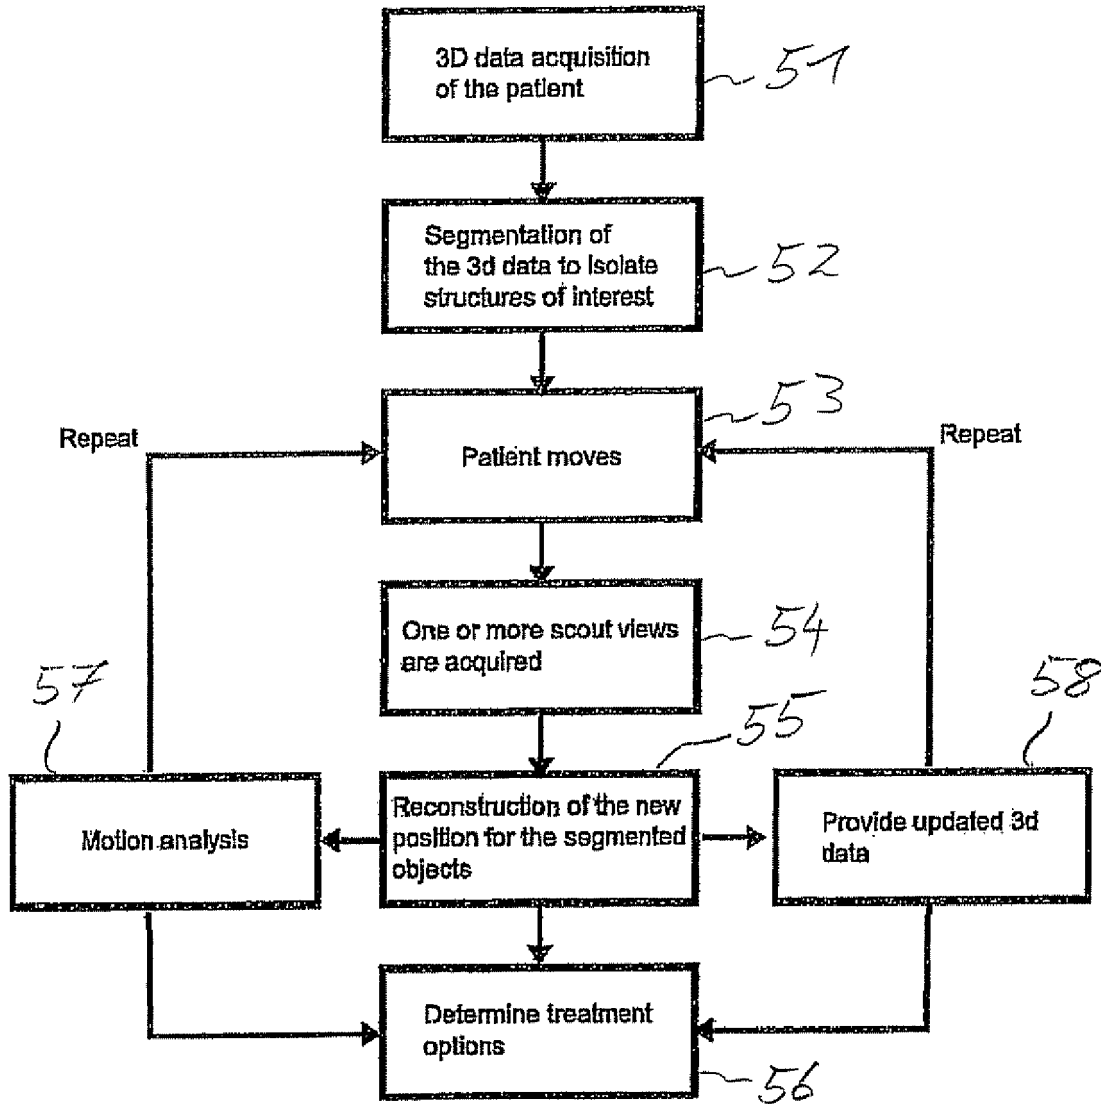 3D data acquisition
of the patient
51
Segmentation of
the 3d data to isolate
structures of interest
52
53
Repeat
Patient moves
Repeat
One or more scout views
are acquired
54
57
55
58
Motion analysis
Reconstruction of the new
position for the segmented
objects
Provide updated 3d
data
Determine treatment
options
56